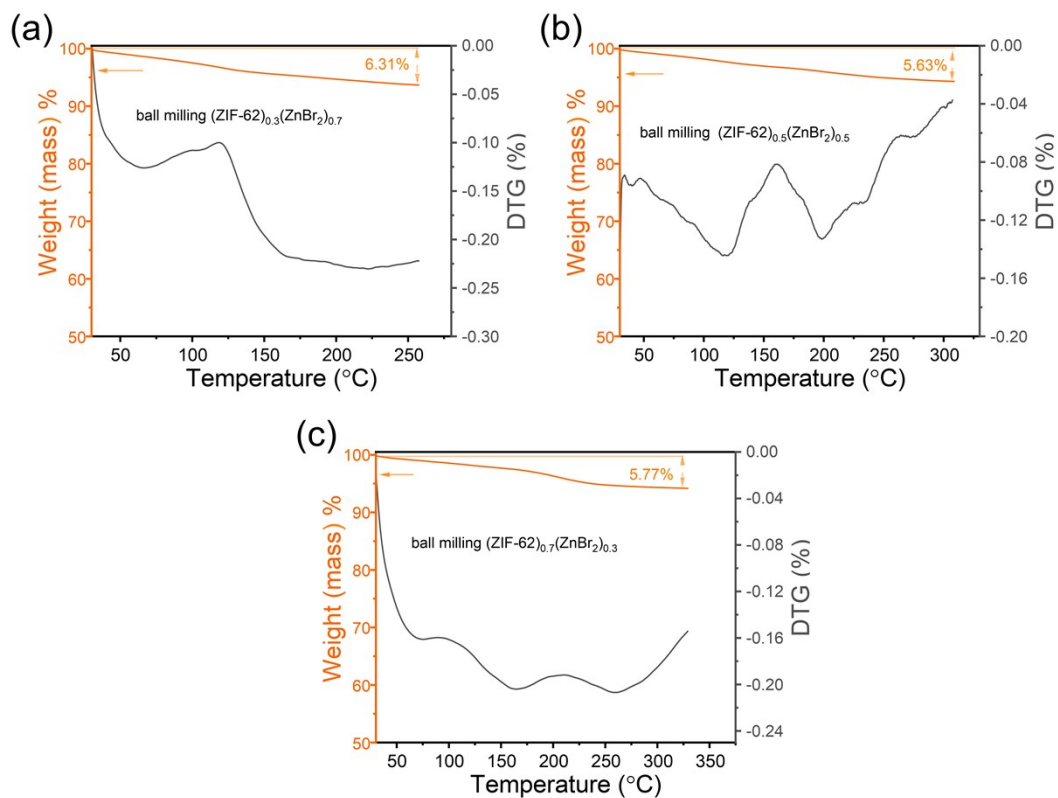 (a)
100
90
80
70
60
50
Weight (mass) %
6.31%
ball milling (ZIF-62)0.3(ZnBr2)0.7
0.00
-0.05
-0.10
-0.15
-0.20
-0.25
-0.30
DTG (%)
50 100 150 200 250
Temperature (°C)
(b)
100
90
80
70
60
50
Weight (mass) %
5.63%
ball milling (ZIF-62)0.5(ZnBr2)0.5
0.00
-0.04
-0.08
-0.12
-0.16
-0.20
DTG (%)
50 100 150 200 250 300
Temperature (°C)
(c)
100
90
80
70
60
50
Weight (mass) %
5.77%
ball milling (ZIF-62)0.7(ZnBr2)0.3
0.00
-0.04
-0.08
-0.12
-0.16
-0.20
-0.24
DTG (%)
50 100 150 200 250 300 350
Temperature (°C)